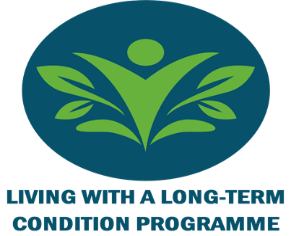 LIVING WITH A LONG-TERM
CONDITION PROGRAMME